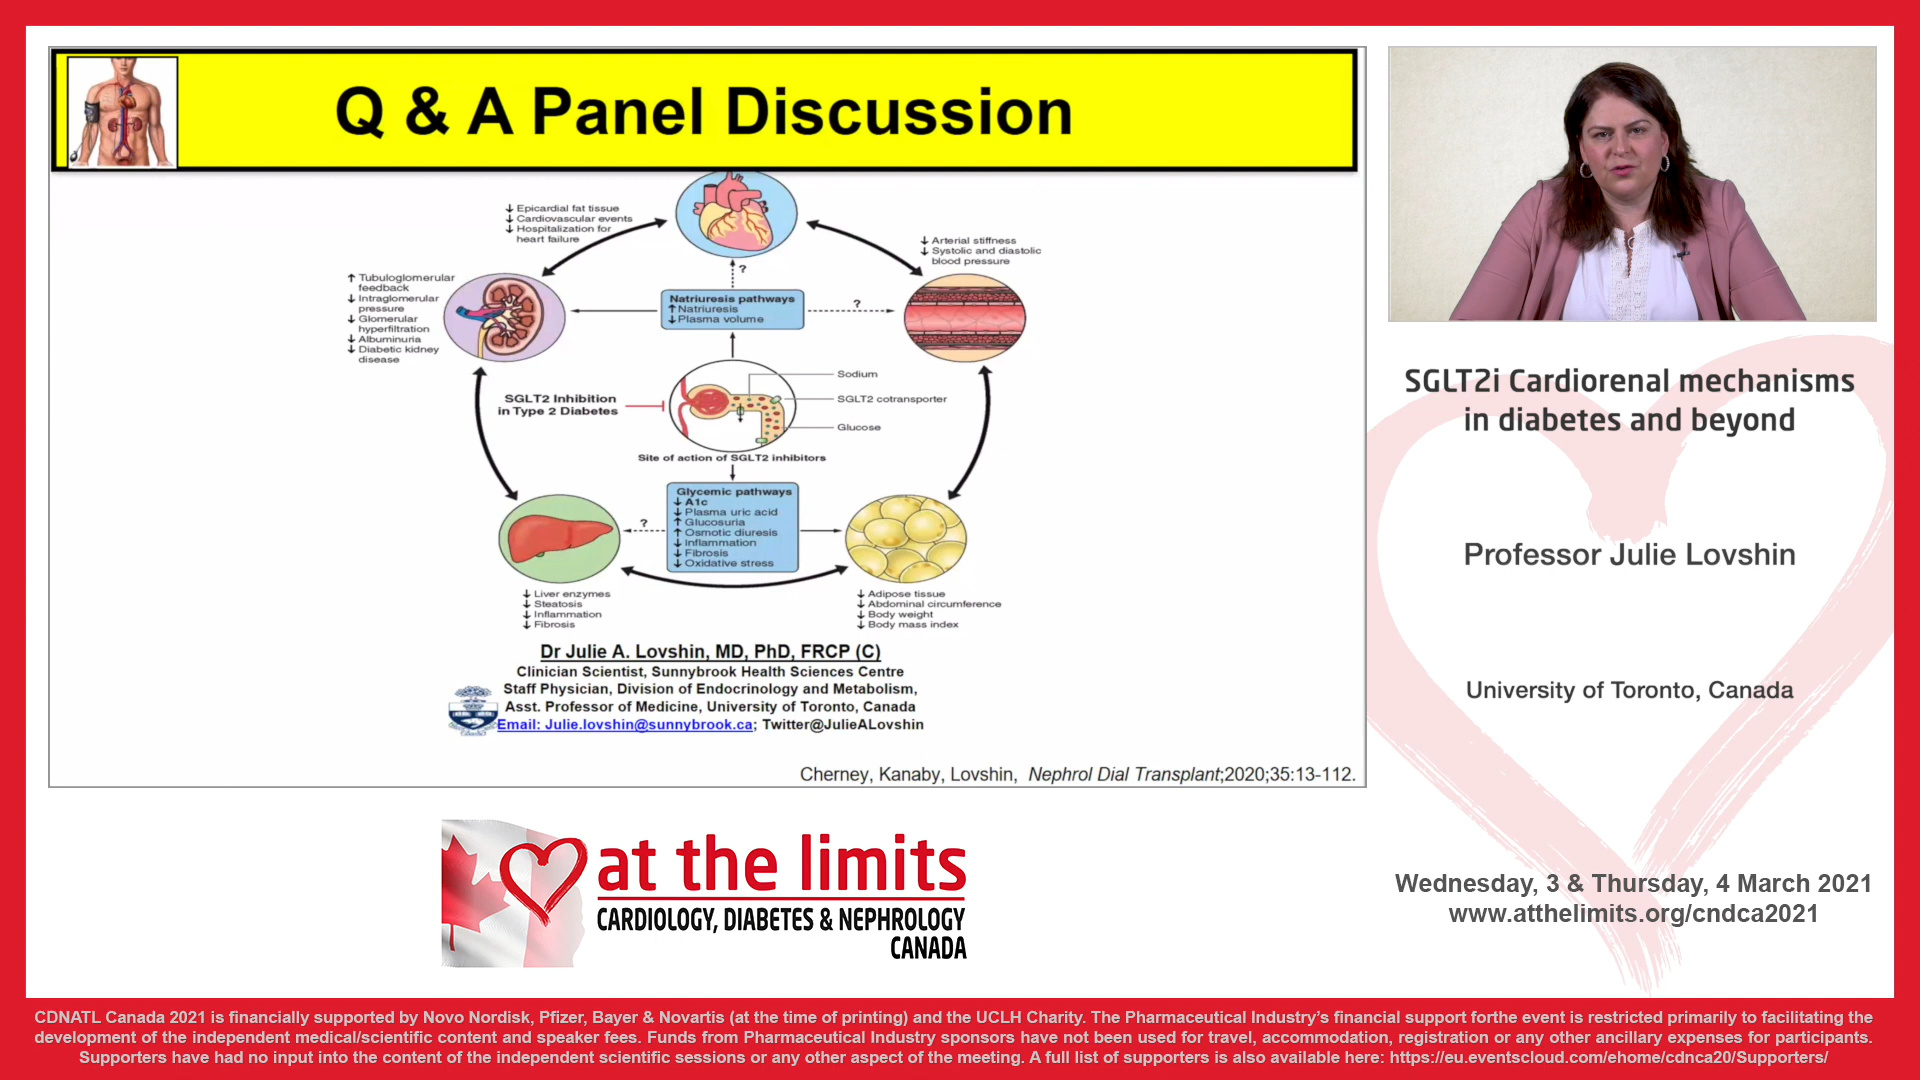 Q & A Panel Discussion
↓ Epicardial fat tissue
↓ Cardiovascular events
↓ Hospitalization for
heart failure
↓ Arterial stiffness
↓ Systolic and diastolic
blood pressure
↑ Tubuloglomerular
feedback
↓ Intraglomerular
pressure
↓ Glomerular
hyperfiltration
↓ Albuminuria
↓ Diabetic kidney
disease
?
Natriuresis pathways
↑ Natriuresis
↓ Plasma volume
?
SGLT2 Inhibition
in Type 2 Diabetes
Sodium
SGLT2 cotransporter
Glucose
Site of action of SGLT2 inhibitors
Glycemic pathways
↓ A1c
↓ Plasma uric acid
↑ Glucosuria
↑ Osmotic diuresis
↓ Inflammation
↓ Fibrosis
↓ Oxidative stress
?
↓ Liver enzymes
↓ Steatosis
↓ Inflammation
↓ Fibrosis
↓ Adipose tissue
↓ Abdominal circumference
↓ Body weight
↓ Body mass index
Dr Julie A. Lovshin, MD, PhD, FRCP (C)
Clinician Scientist, Sunnybrook Health Sciences Centre
Staff Physician, Division of Endocrinology and Metabolism,
Asst. Professor of Medicine, University of Toronto, Canada
Email: Julie.lovshin@sunnybrook.ca; Twitter@JulieALovshin
Cherney, Kanaby, Lovshin, Nephrol Dial Transplant;2020;35:13-112.
SGLT2i Cardiorenal mechanisms
in diabetes and beyond
Professor Julie Lovshin
University of Toronto, Canada
Wednesday, 3 & Thursday, 4 March 2021
www.atthelimits.org/cndca2021
at the limits
CARDIOLOGY, DIABETES & NEPHROLOGY
CANADA
CDNATL Canada 2021 is financially supported by Novo Nordisk, Pfizer, Bayer & Novartis (at the time of printing) and the UCLH Charity. The Pharmaceutical Industry's financial support forthe event is restricted primarily to facilitating the
development of the independent medical/scientific content and speaker fees. Funds from Pharmaceutical Industry sponsors have not been used for travel, accommodation, registration or any other ancillary expenses for participants.
Supporters have had no input into the content of the independent scientific sessions or any other aspect of the meeting. A full list of supporters is also available here: https://eu.eventscloud.com/ehome/cdnca20/Supporters/